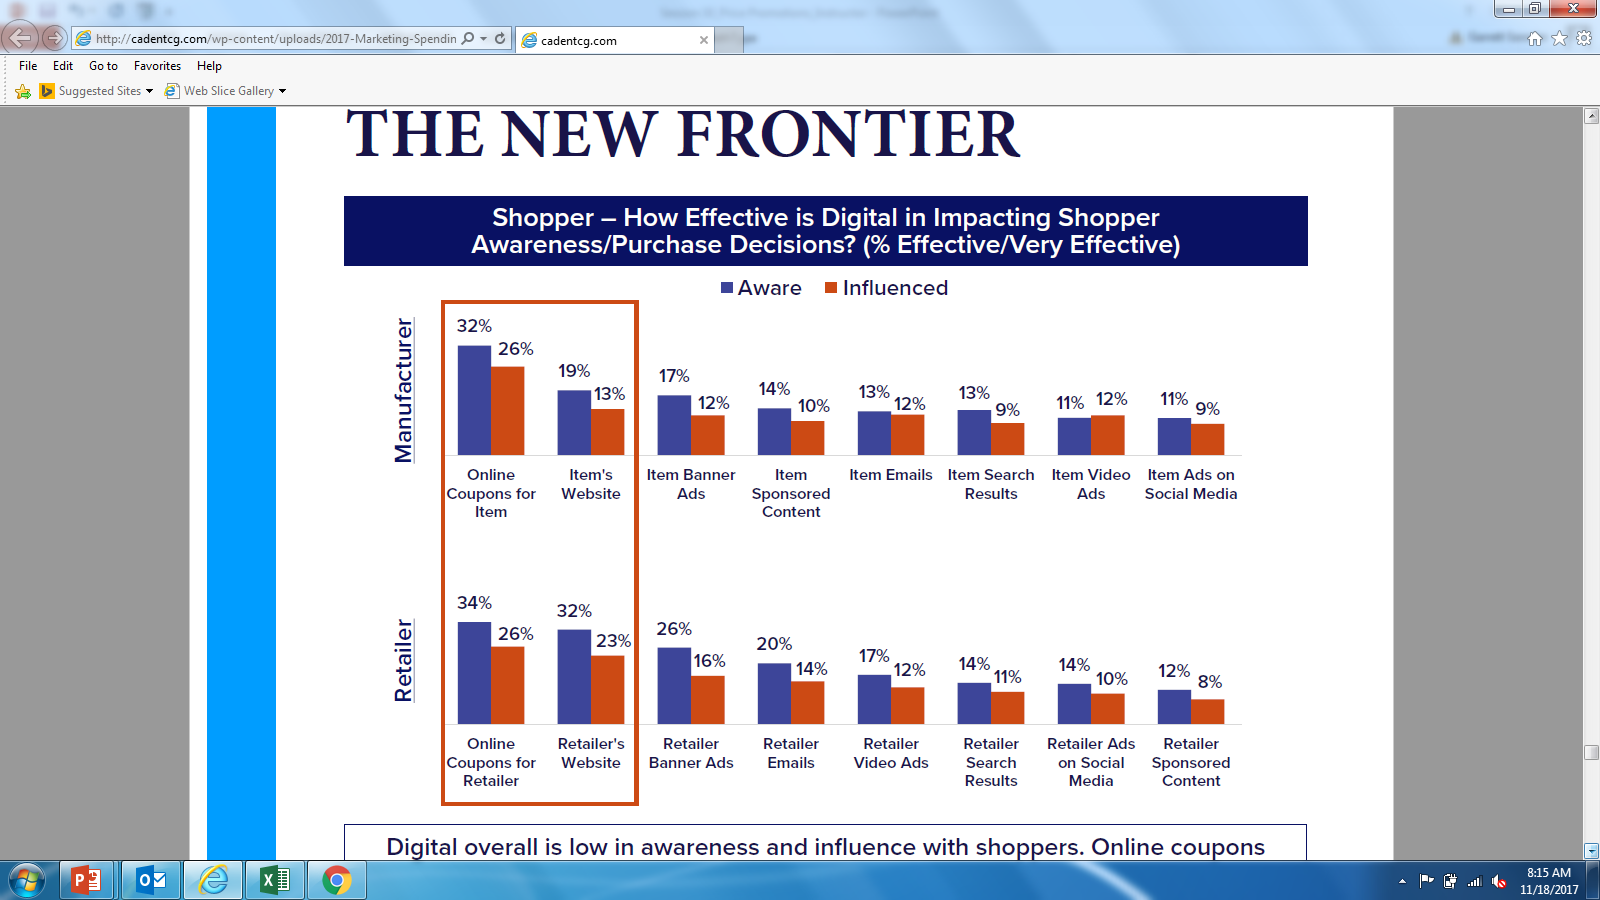 http://cadentcg.com/wp-content/uploads/2017-Marketing-Spendin
cadentcg.com
File Edit Go to Favorites Help
Suggested Sites Web Slice Gallery
THE NEW FRONTIER
Shopper – How Effective is Digital in Impacting Shopper
Awareness/Purchase Decisions? (% Effective/Very Effective)
Aware Influenced
Manufacturer
32% 26% 19% 13% 17% 12% 14% 10% 13% 12% 13% 9% 11% 12% 11% 9%
Online Item's Item Banner Item Item Emails Item Search Item Video Item Ads on
Coupons for Website Ads Sponsored Results Ads Social Media
Item Content
Retailer
34% 26% 32% 23% 26% 16% 20% 14% 17% 12% 14% 11% 14% 10% 12% 8%
Online Retailer's Retailer Retailer Retailer Retailer Retailer Ads Retailer
Coupons for Website Banner Ads Emails Video Ads Search on Social Sponsored
Retailer Results Media Content
Digital overall is low in awareness and influence with shoppers. Online coupons
8:15 AM
11/18/2017